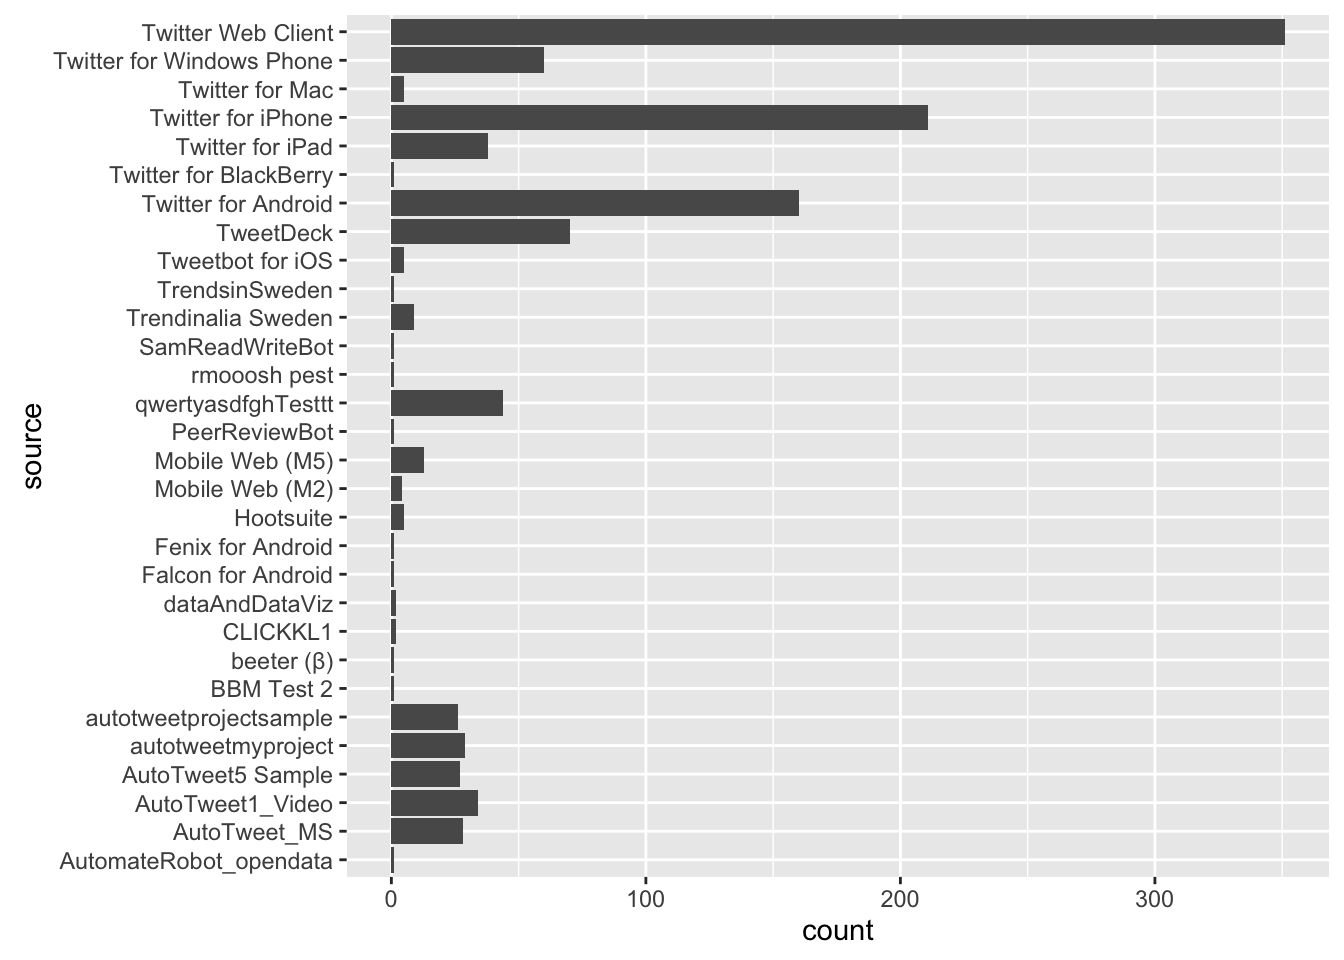 Twitter Web Client
Twitter for Windows Phone
Twitter for Mac
Twitter for iPhone
Twitter for iPad
Twitter for BlackBerry
Twitter for Android
TweetDeck
Tweetbot for iOS
TrendsinSweden
Trendinalia Sweden
SamReadWriteBot
rmooosh pest
qwertyasdfghTesttt
PeerReviewBot
Mobile Web (M5)
Mobile Web (M2)
Hootsuite
Fenix for Android
Falcon for Android
dataAndDataViz
CLICKKL1
beeter (β)
BBM Test 2
autotweetprojectsample
autotweetmyproject
AutoTweet5 Sample
AutoTweet1_Video
AutoTweet_MS
AutomateRobot_opendata
source
0 100 200 300
count